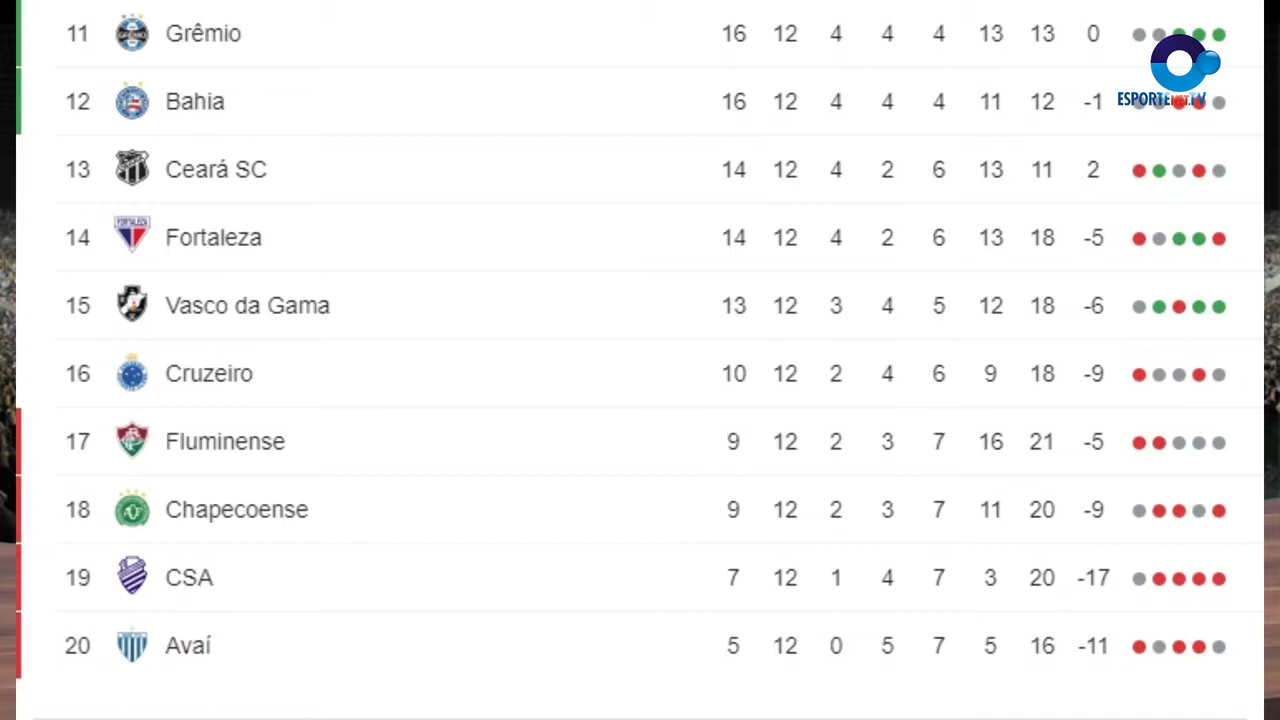 11 Grêmio 16 12 4 4 4 13 13 0
12 Bahia 16 12 4 4 4 11 12 -1
ESPORTENET.TV
13 Ceará SC 14 12 4 2 6 13 11 2
14 FORTALEZA Fortaleza 14 12 4 2 6 13 18 -5
15 Vasco da Gama 13 12 3 4 5 12 18 -6
16 Cruzeiro 10 12 2 4 6 9 18 -9
17 Fluminense 9 12 2 3 7 16 21 -5
18 Chapecoense 9 12 2 3 7 11 20 -9
19 CSA 7 12 1 4 7 3 20 -17
20 Avaí 5 12 0 5 7 5 16 -11